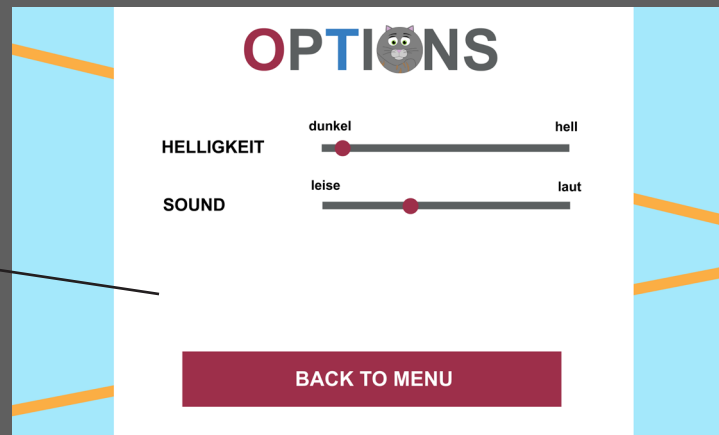 OPTIONS
dunkel hell
HELLIGKEIT
leise laut
SOUND
BACK TO MENU